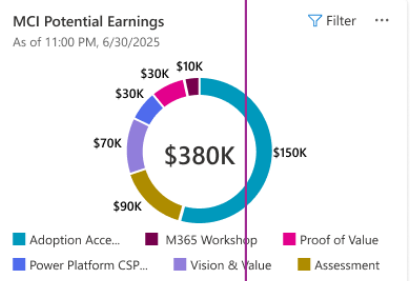 MCI Potential Earnings
Filter
As of 11:00 PM, 6/30/2025
$10K
$30K
$30K
$70K
$380K
$150K
$90K
Adoption Acce...
M365 Workshop
Proof of Value
Power Platform CSP...
Vision & Value
Assessment